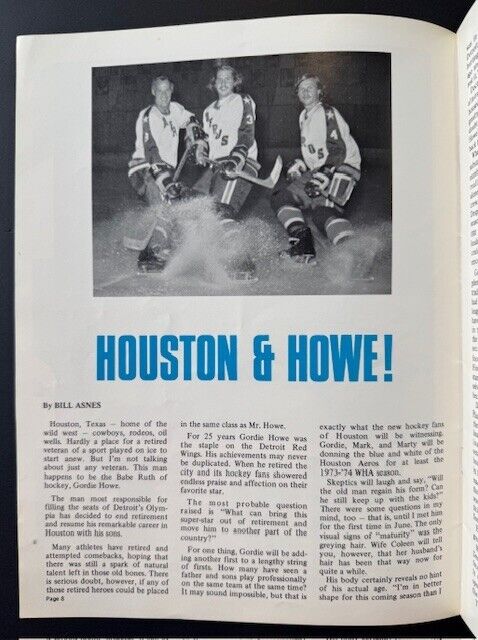 9
EROS
3
ROS
4
HOUSTON & HOWE!
By BILL ASNES
Houston, Texas — home of the
wild west — cowboys, rodeos, oil
wells. Hardly a place for a retired
veteran of a sport played on ice to
start anew. But I'm not talking
about just any veteran. This man
happens to be the Babe Ruth of
hockey, Gordie Howe.
The man most responsible for
filling the seats of Detroit's Olym-
pia has decided to end retirement
and resume his remarkable career in
Houston with his sons.
Many athletes have retired and
attempted comebacks, hoping that
there was still a spark of natural
talent left in those old bones. There
is serious doubt, however, if any of
those retired heroes could be placed
Page 8
in the same class as Mr. Howe.
For 25 years Gordie Howe was
the staple on the Detroit Red
Wings. His achievements may never
be duplicated. When he retired the
city and its hockey fans showered
endless praise and affection on their
favorite star.
The most probable question
raised is "What can bring this
super-star out of retirement and
move him to another part of the
country?"
For one thing, Gordie will be add-
ing another first to a lengthy string
of firsts. How many have seen a
father and sons play professionally
on the same team at the same time?
It may sound impossible, but that is
exactly what the new hockey fans
of Houston will be witnessing.
Gordie, Mark, and Marty will be
donning the blue and white of the
Houston Aeros for at least the
1973-'74 WHA season.
Skeptics will laugh and say, "Will
the old man regain his form? Can
he still keep up with the kids?"
There were some questions in my
mind, too — that is, until I met him
for the first time in June. The only
visual signs of "maturity" was the
greying hair. Wife Coleen will tell
you, however, that her husband's
hair has been that way now for
quite a while.
His body certainly reveals no hint
of his actual age. "I'm in better
shape for this coming season than I